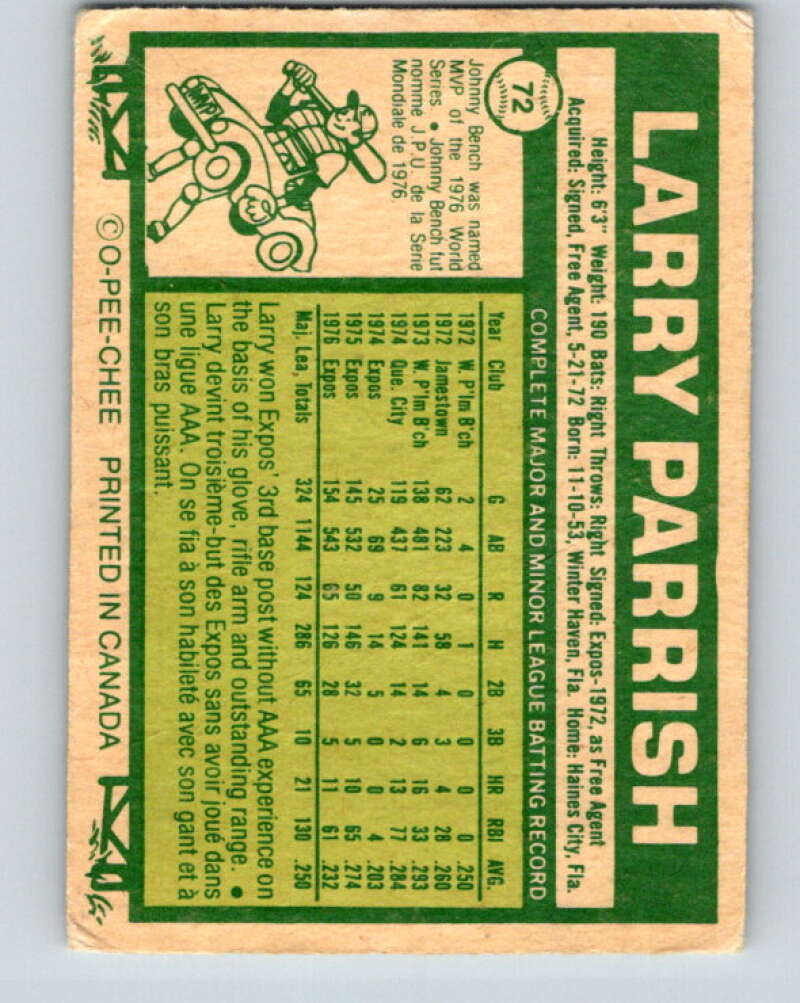 LARRY PARRISH
72
Height: 6'3" Weight: 190 Bats: Right Throws: Right Signed: Expos-1972, as Free Agent
Acquired: Signed, Free Agent, 5-21-72 Born: 11-10-53, Winter Haven, Fla. Home: Haines City, Fla.
COMPLETE MAJOR AND MINOR LEAGUE BATTING RECORD
Year Club G AB R H 2B 3B HR RBI AVG.
1972 W. P'lm B'ch 2 4 0 1 0 0 0 0 .250
1972 Jamestown 62 223 32 58 4 3 4 28 .260
1973 W. P'lm B'ch 138 481 82 141 14 6 16 33 .293
1974 Que. City 119 437 61 124 14 2 13 77 .284
1974 Expos 25 69 9 14 5 0 0 4 .203
1975 Expos 145 532 50 146 32 5 10 65 .274
1976 Expos 154 543 65 126 28 5 11 61 .232
Maj. Lea. Totals 324 1144 124 286 65 10 21 130 .250
Larry won Expos' 3rd base post without AAA experience on
the basis of his glove, rifle arm and outstanding range. •
Larry devint troisième-but des Expos sans avoir joué dans
une ligue AAA. On se fia à son habileté avec son gant et à
son bras puissant.
Johnny Bench was named
MVP of the 1976 World
Series. • Johnny Bench fut
nomme J.P.U. de la Serie
Mondiale de 1976.
MVP
© O-PEE-CHEE PRINTED IN CANADA